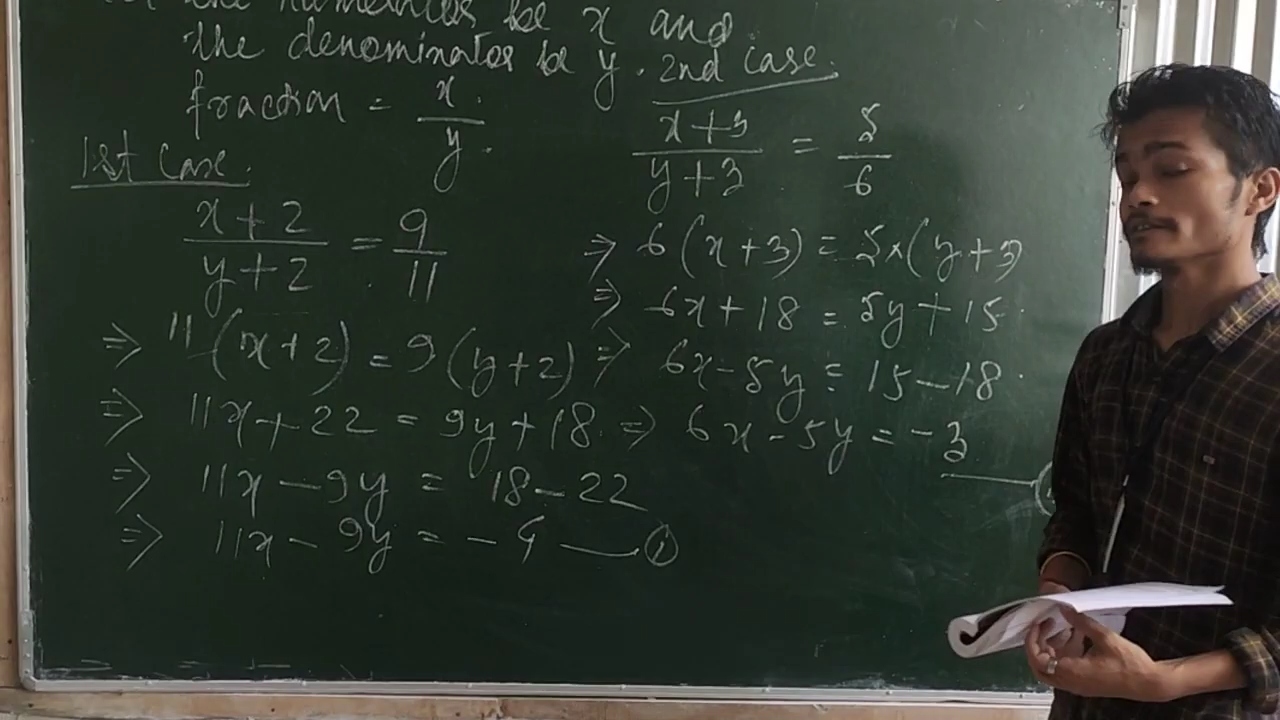 the numerator be x and
the denominator be y.
fraction = x/y.
1st case.
(x+2)/(y+2) = 9/11
⇒ 11(x+2) = 9(y+2)
⇒ 11x+22 = 9y+18.
⇒ 11x-9y = 18-22
⇒ 11x-9y = -4 —— ①
2nd case.
(x+3)/(y+3) = 5/6
⇒ 6(x+3) = 5×(y+3)
⇒ 6x+18 = 5y+15.
⇒ 6x-5y = 15-18.
⇒ 6x-5y = -3 ——